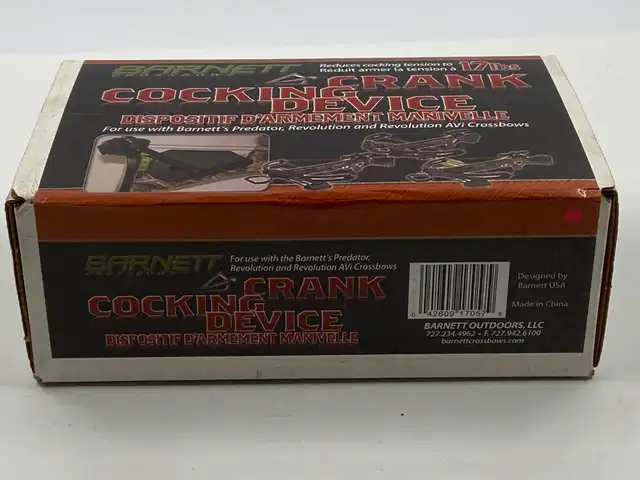 BARNETT
CROSSBOWS
Reduces cocking tension to
Réduit armer la tension à
17lbs
CRANK
COCKING
DEVICE
DISPOSITIF D'ARMEMENT MANIVELLE
For use with Barnett's Predator, Revolution and Revolution AVi Crossbows
BARNETT
CROSSBOWS
For use with the Barnett's Predator,
Revolution and Revolution AVi Crossbows
CRANK
COCKING
DEVICE
DISPOSITIF D'ARMEMENT MANIVELLE
0 42609 17057 8
BARNETT OUTDOORS, LLC
727.234.4962 • F. 727.942.6100
barnettcrossbows.com
Designed by
Barnett USA
Made in China